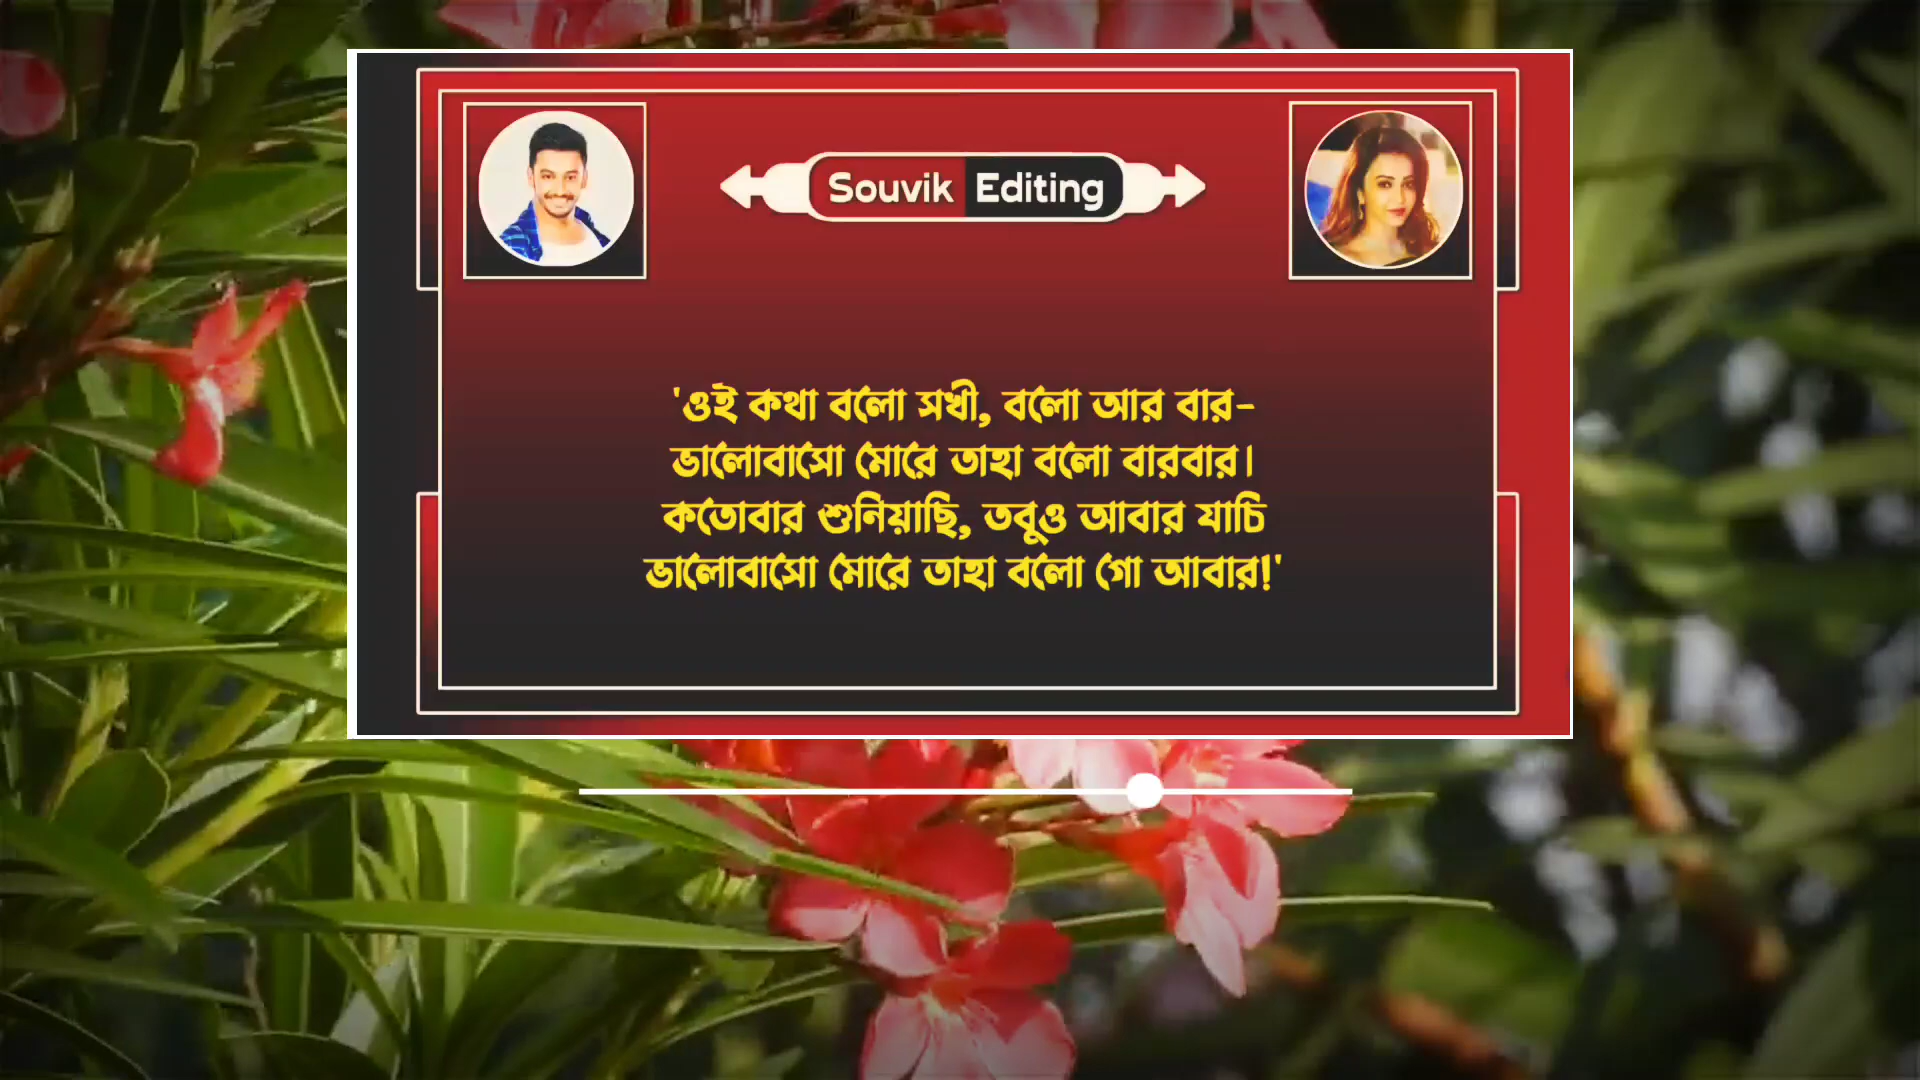 Souvik Editing
'ওই কথা বলো সখী, বলো আর বার-
ভালোবাসো মোরে তাহা বলো বারবার।
কতোবার শুনিয়াছি, তবুও আবার যাচি
ভালোবাসো মোরে তাহা বলো গো আবার!'